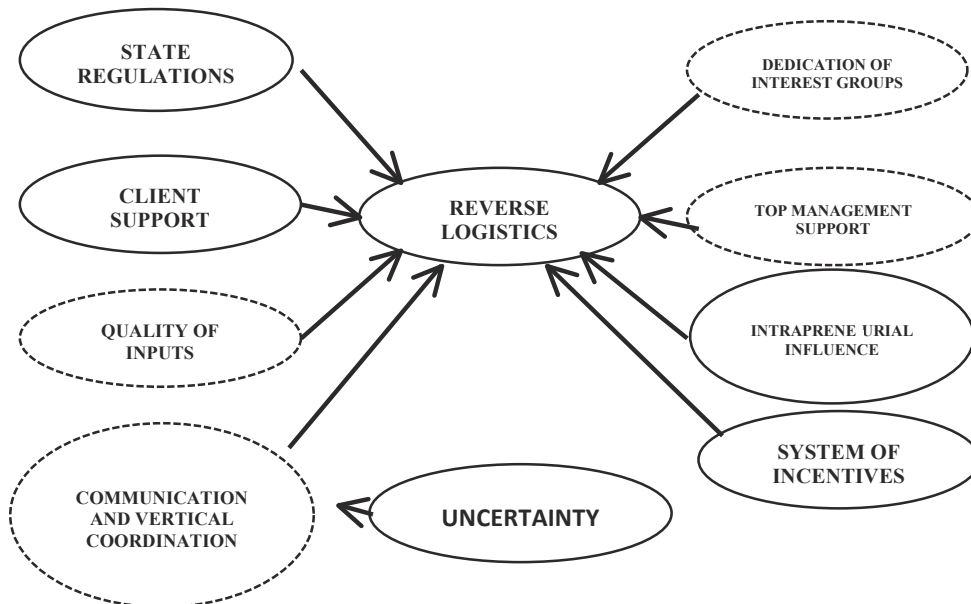 STATE
REGULATIONS
DEDICATION OF
INTEREST GROUPS
CLIENT
SUPPORT
REVERSE
LOGISTICS
TOP MANAGEMENT
SUPPORT
QUALITY OF
INPUTS
INTRAPRENE URIAL
INFLUENCE
SYSTEM OF
INCENTIVES
COMMUNICATION
AND VERTICAL
COORDINATION
UNCERTAINTY